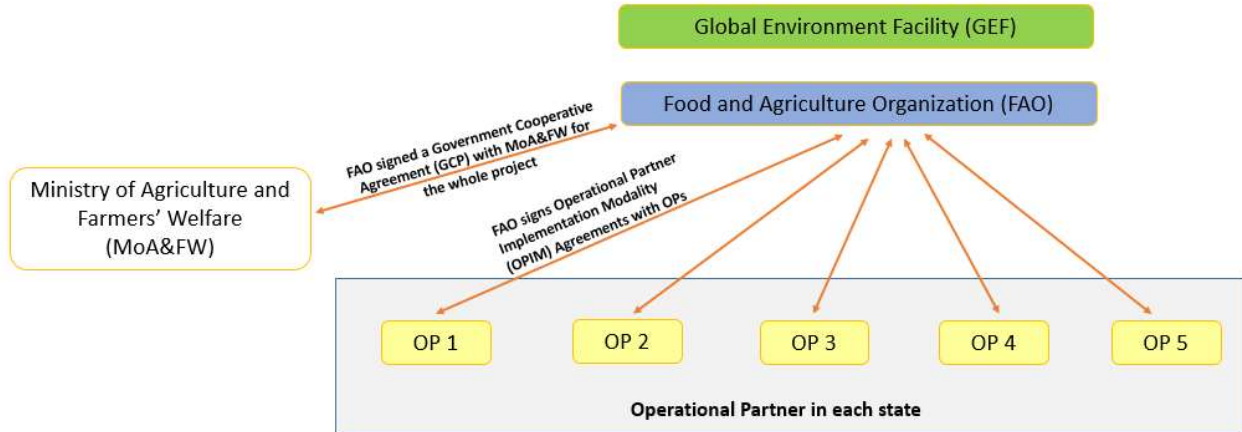 Global Environment Facility (GEF)
Food and Agriculture Organization (FAO)
FAO signed a Government Cooperative
Agreement (GCP) with MoA&FW for
the whole project
Ministry of Agriculture and
Farmers’ Welfare
(MoA&FW)
FAO signs Operational Partner
Implementation Modality
(OPIM) Agreements with OPs
OP 1
OP 2
OP 3
OP 4
OP 5
Operational Partner in each state